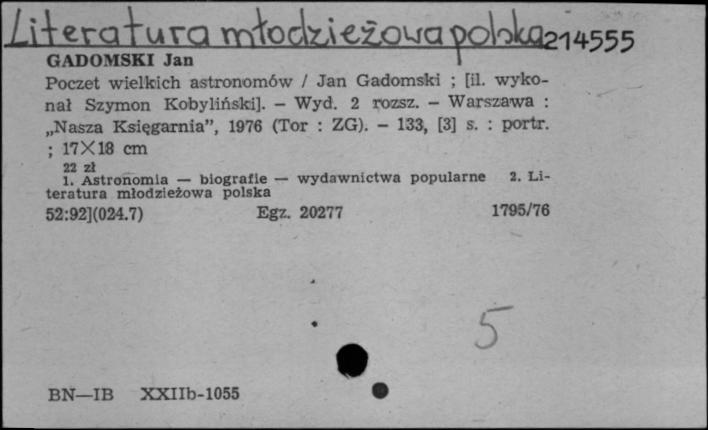 Literatura młodzieżowa polska 214555
GADOMSKI Jan
Poczet wielkich astronomów / Jan Gadomski ; [il. wyko-
nał Szymon Kobyliński]. – Wyd. 2 rozsz. – Warszawa :
„Nasza Księgarnia”, 1976 (Tor : ZG). – 133, [3] s. : portr.
; 17×18 cm
22 zł
1. Astronomia — biografie — wydawnictwa popularne 2. Li-
teratura młodzieżowa polska
52:92](024.7) Egz. 20277 1795/76
5
BN—IB XXIIb-1055